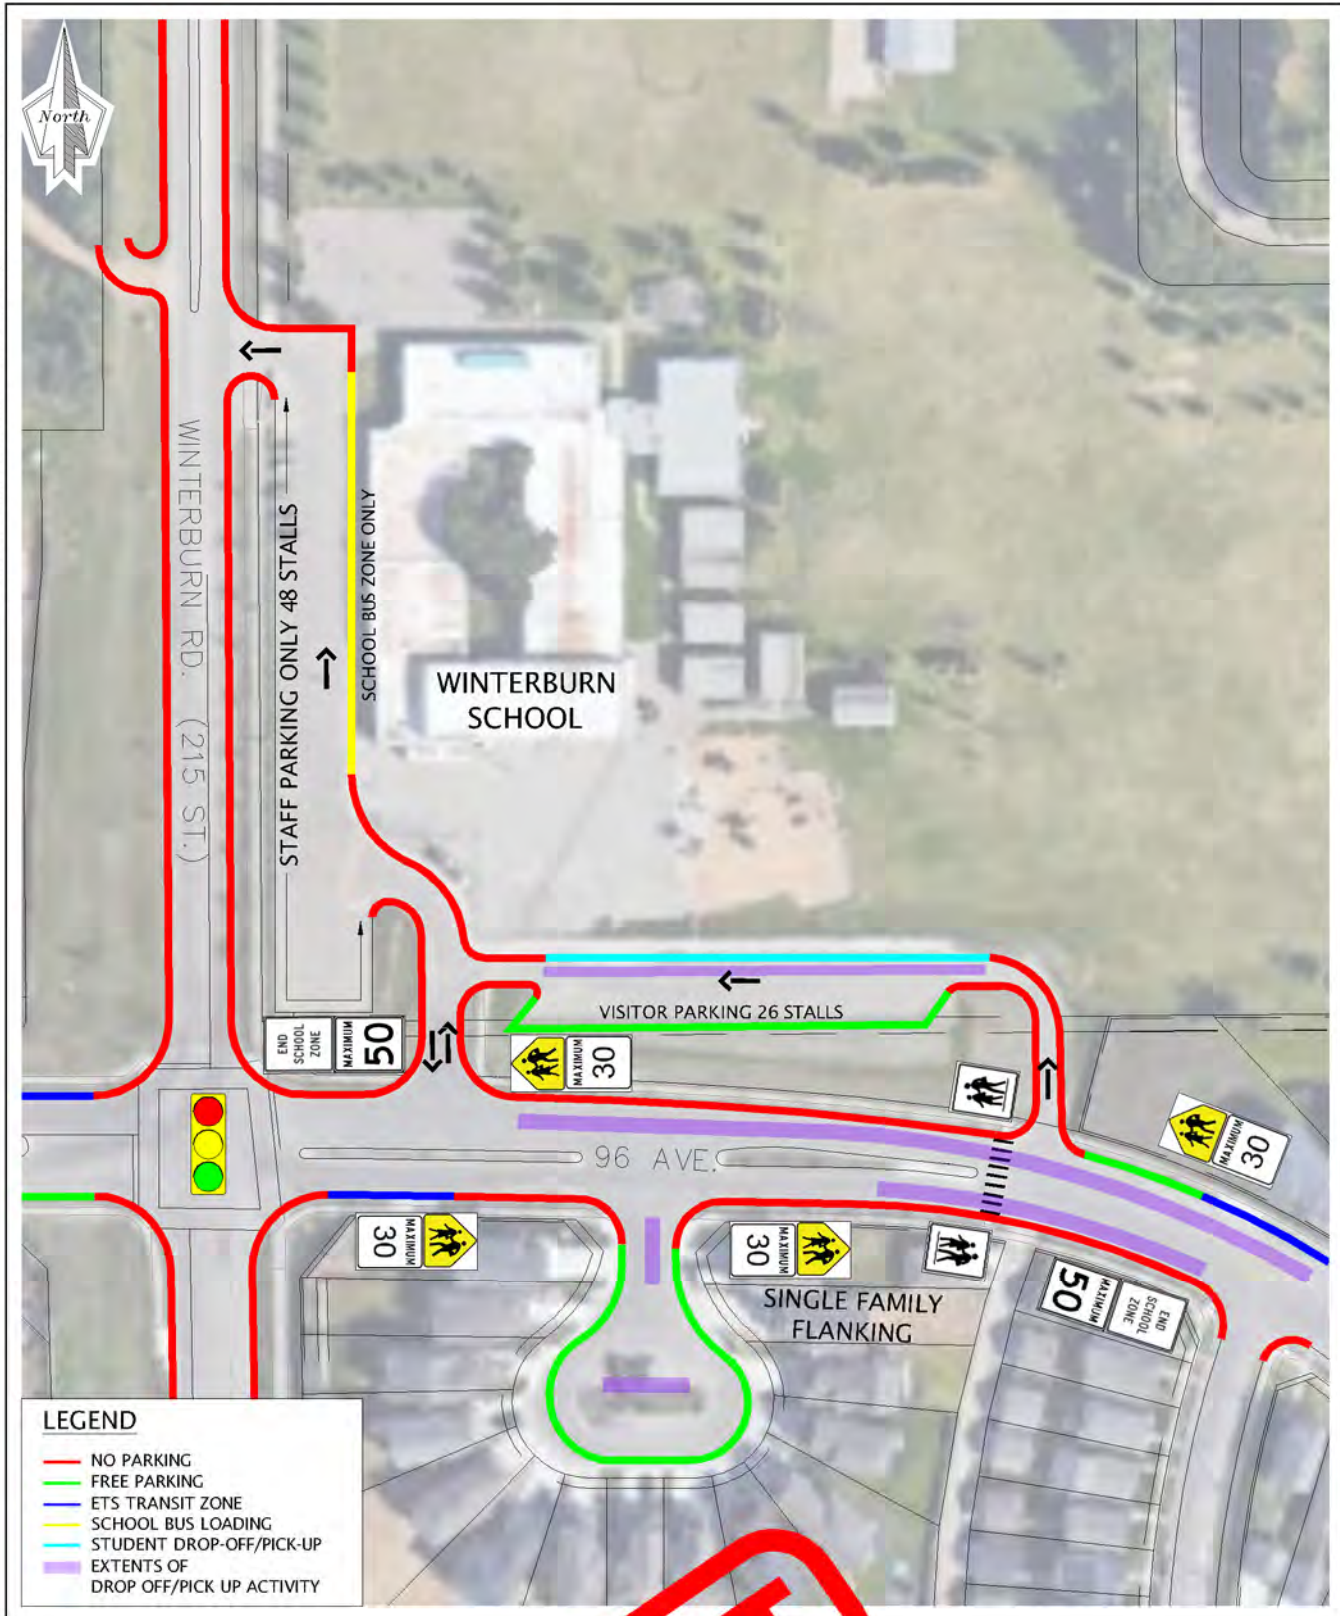 North
WINTERBURN RD. (215 ST.)
STAFF PARKING ONLY 48 STALLS
SCHOOL BUS ZONE ONLY
WINTERBURN
SCHOOL
VISITOR PARKING 26 STALLS
END
SCHOOL
ZONE
MAXIMUM
50
MAXIMUM
30
96 AVE.
MAXIMUM
30
MAXIMUM
30
MAXIMUM
30
SINGLE FAMILY
FLANKING
MAXIMUM
50
END
SCHOOL
ZONE
LEGEND
NO PARKING
FREE PARKING
ETS TRANSIT ZONE
SCHOOL BUS LOADING
STUDENT DROP-OFF/PICK-UP
EXTENTS OF
DROP OFF/PICK UP ACTIVITY